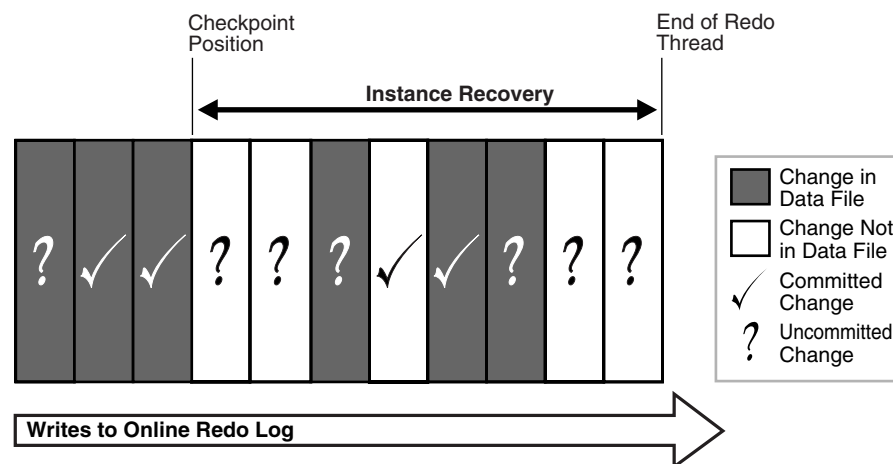 Checkpoint
Position
End of Redo
Thread
Instance Recovery
? ✓ ✓ ? ? ? ✓ ✓ ? ? ?
Change in
Data File
Change Not
in Data File
Committed
Change
? Uncommitted
Change
Writes to Online Redo Log